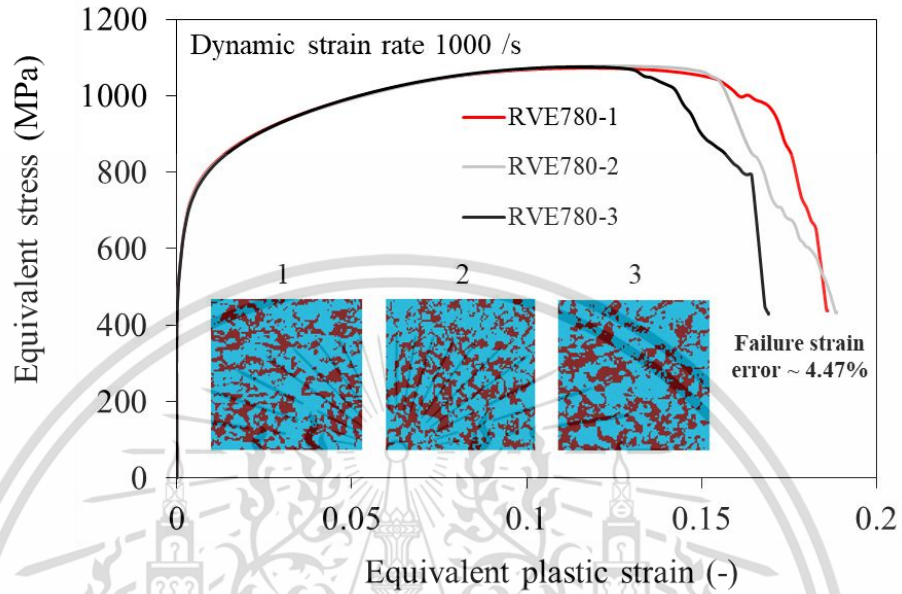 1200
Dynamic strain rate 1000 /s
1000
RVE780-1
800
RVE780-2
RVE780-3
600
1 2 3
400
Failure strain
error ~ 4.47%
200
0
0 0.05 0.1 0.15 0.2
Equivalent stress (MPa)
Equivalent plastic strain (-)